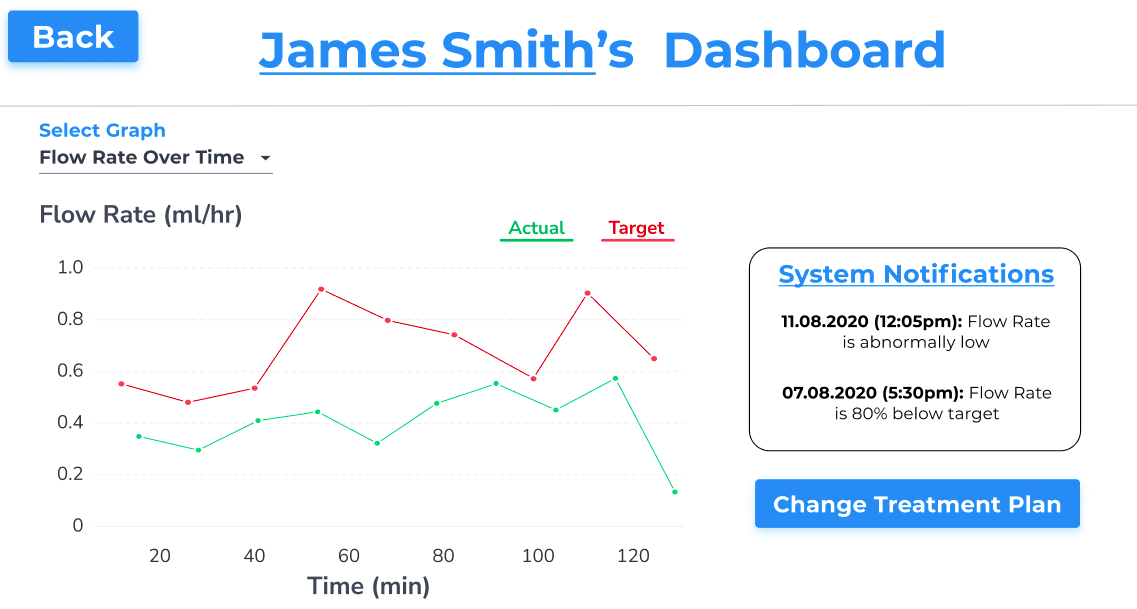 Back
James Smith’s Dashboard
Select Graph
Flow Rate Over Time
Flow Rate (ml/hr)
Actual Target
1.0
0.8
0.6
0.4
0.2
0
20 40 60 80 100 120
Time (min)
System Notifications
11.08.2020 (12:05pm): Flow Rate
is abnormally low
07.08.2020 (5:30pm): Flow Rate
is 80% below target
Change Treatment Plan